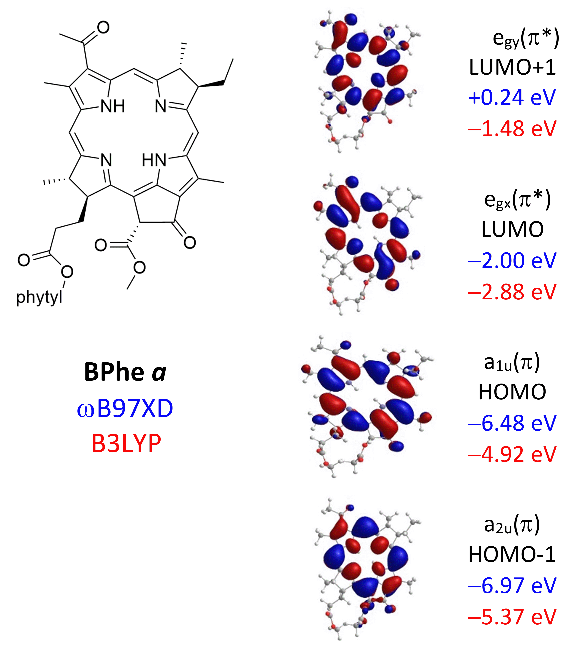 O
NH
N
N
HN
O
O
O
O
O
phytyl
BPhe a
ωB97XD
B3LYP
e_gy(π*)
LUMO+1
+0.24 eV
−1.48 eV
e_gx(π*)
LUMO
−2.00 eV
−2.88 eV
a_1u(π)
HOMO
−6.48 eV
−4.92 eV
a_2u(π)
HOMO-1
−6.97 eV
−5.37 eV